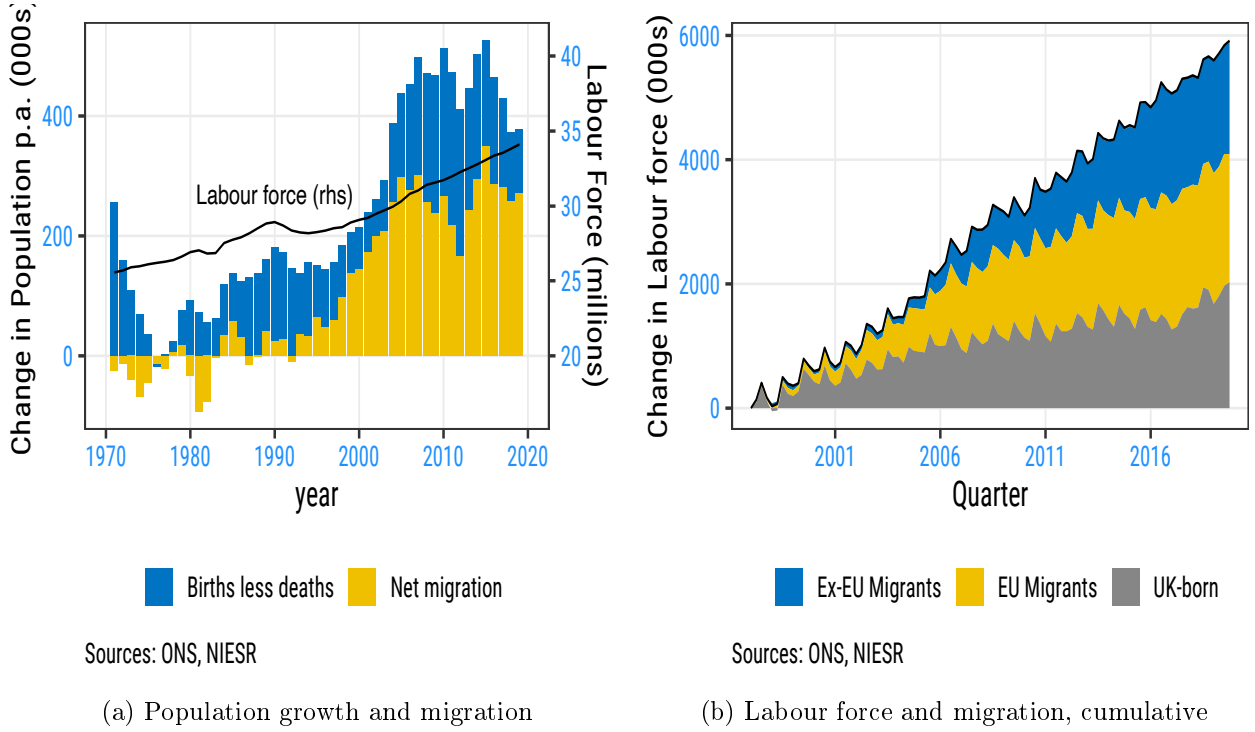 Change in Population p.a. (000s)
400
200
0
Labour force (rhs)
40
35
30
25
20
Labour Force (millions)
1970 1980 1990 2000 2010 2020
year
Births less deaths Net migration
Sources: ONS, NIESR
(a) Population growth and migration
Change in Labour force (000s)
6000
4000
2000
0
2001 2006 2011 2016
Quarter
Ex-EU Migrants EU Migrants UK-born
Sources: ONS, NIESR
(b) Labour force and migration, cumulative